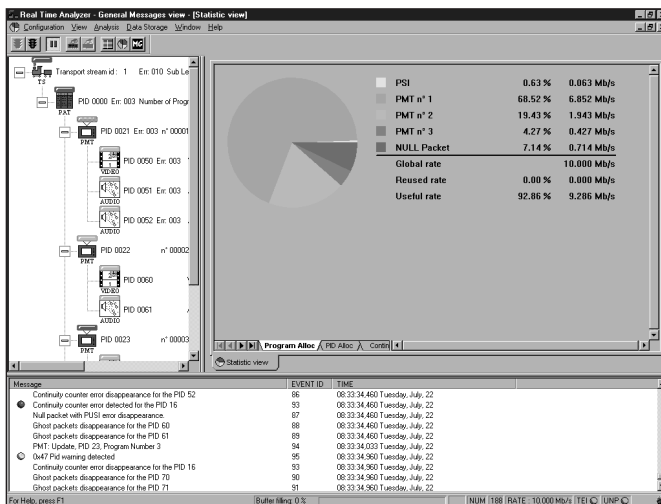 Real Time Analyzer - General Messages view - [Statistic view]
Configuration View Analysis Data Storage Window Help
MG
Transport stream id : 1 Err: 010 Sub Le
TS
PID 0000 Err: 003 Number of Progr
PAT
PID 0021 Err: 003 n° 00001
PMT
PID 0050 Err: 003
VIDEO
PID 0051 Err: 003
AUDIO
PID 0052 Err: 003
AUDIO
PID 0022 n° 00002
PMT
PID 0060
VIDEO
PID 0061
AUDIO
PID 0023 n° 00003
PMT
PSI 0.63 % 0.063 Mb/s
PMT n° 1 68.52 % 6.852 Mb/s
PMT n° 2 19.43 % 1.943 Mb/s
PMT n° 3 4.27 % 0.427 Mb/s
NULL Packet 7.14 % 0.714 Mb/s
Global rate 10.000 Mb/s
Reused rate 0.00 % 0.000 Mb/s
Useful rate 92.86 % 9.286 Mb/s
Program Alloc PID Alloc Contin
Statistic view
Message EVENT ID TIME
Continuity counter error disappearance for the PID 52 86 08:33:34,460 Tuesday, July, 22
Continuity counter error detected for the PID 16 93 08:33:34,460 Tuesday, July, 22
Null packet with PUSI error disappearance. 87 08:33:34,460 Tuesday, July, 22
Ghost packets disappearance for the PID 60 88 08:33:34,460 Tuesday, July, 22
Ghost packets disappearance for the PID 61 89 08:33:34,460 Tuesday, July, 22
PMT: Update, PID 23, Program Number 3 94 08:33:34,033 Tuesday, July, 22
0x47 Pid warning detected 95 08:33:34,960 Tuesday, July, 22
Continuity counter error disappearance for the PID 16 93 08:33:34,960 Tuesday, July, 22
Ghost packets disappearance for the PID 70 90 08:33:34,960 Tuesday, July, 22
Ghost packets disappearance for the PID 71 91 08:33:34,960 Tuesday, July, 22
For Help, press F1 Buffer filling: 0 % NUM 188 RATE : 10.000 Mb/s TEI UNP